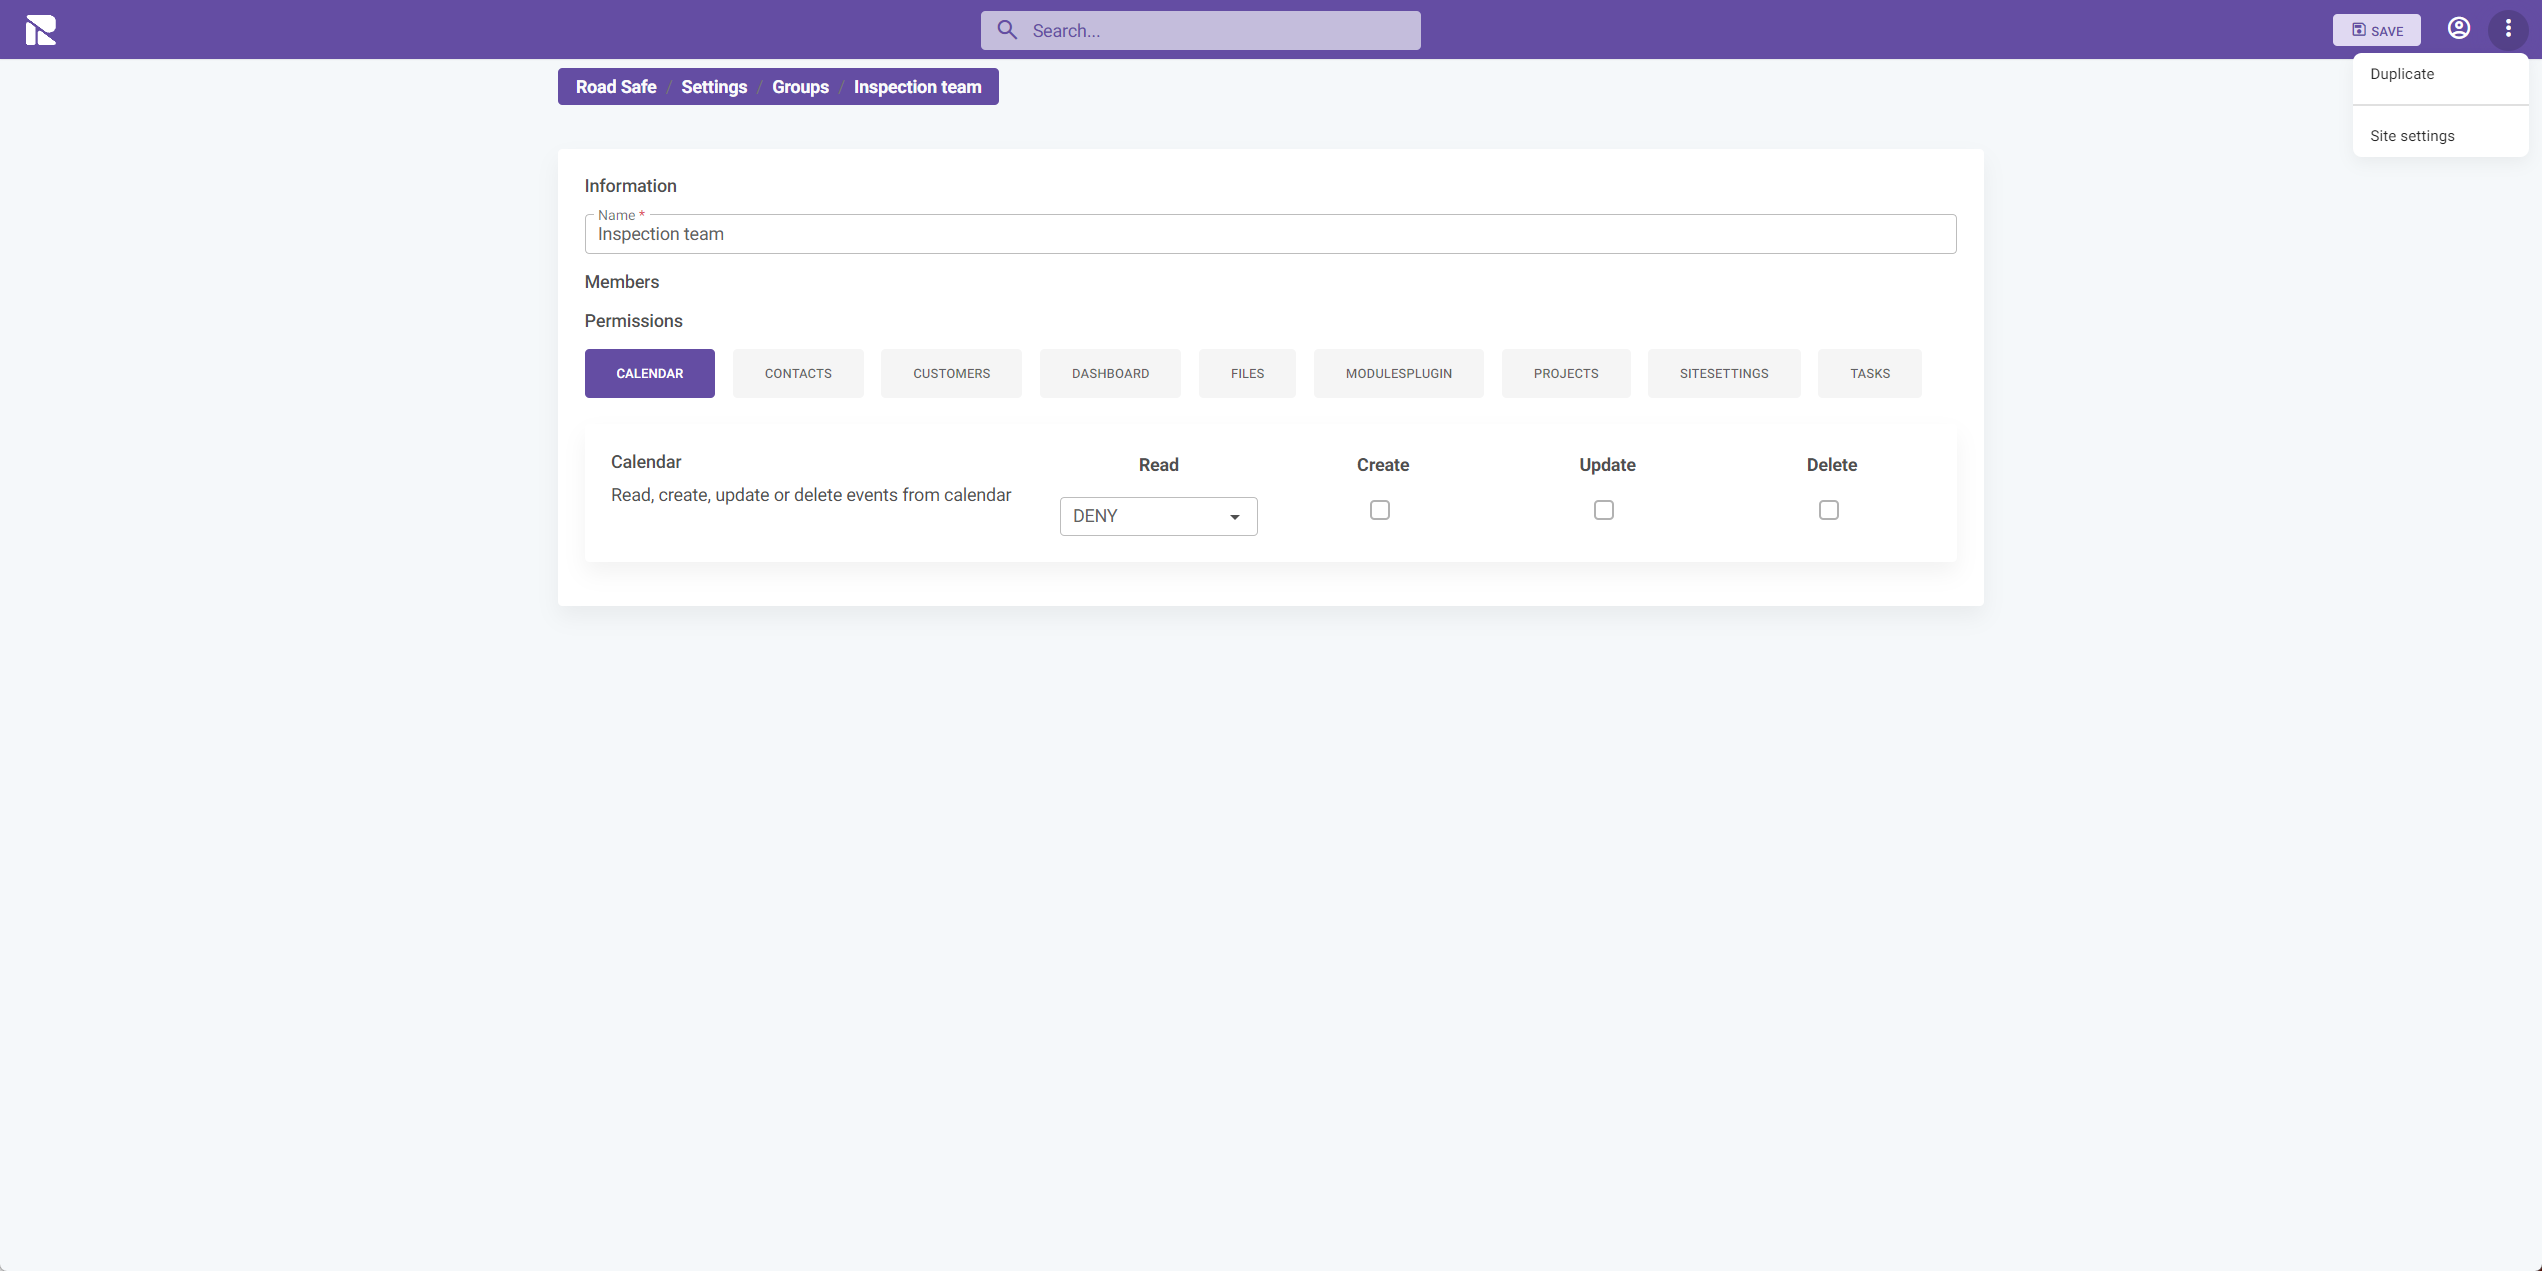 Search...
SAVE
Duplicate
Site settings
Road Safe / Settings / Groups / Inspection team
Information
Name *
Inspection team
Members
Permissions
CALENDAR CONTACTS CUSTOMERS DASHBOARD FILES MODULESPLUGIN PROJECTS SITESETTINGS TASKS
Calendar Read Create Update Delete
Read, create, update or delete events from calendar
DENY